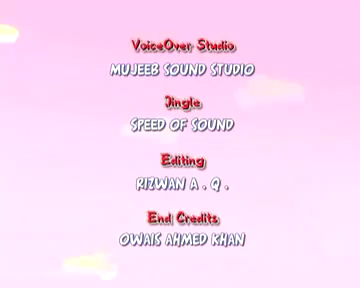 VoiceOver Studio
MUJEEB SOUND STUDIO
Jingle
SPEED OF SOUND
Editing
RIZWAN A . Q .
End Credits
OWAIS AHMED KHAN